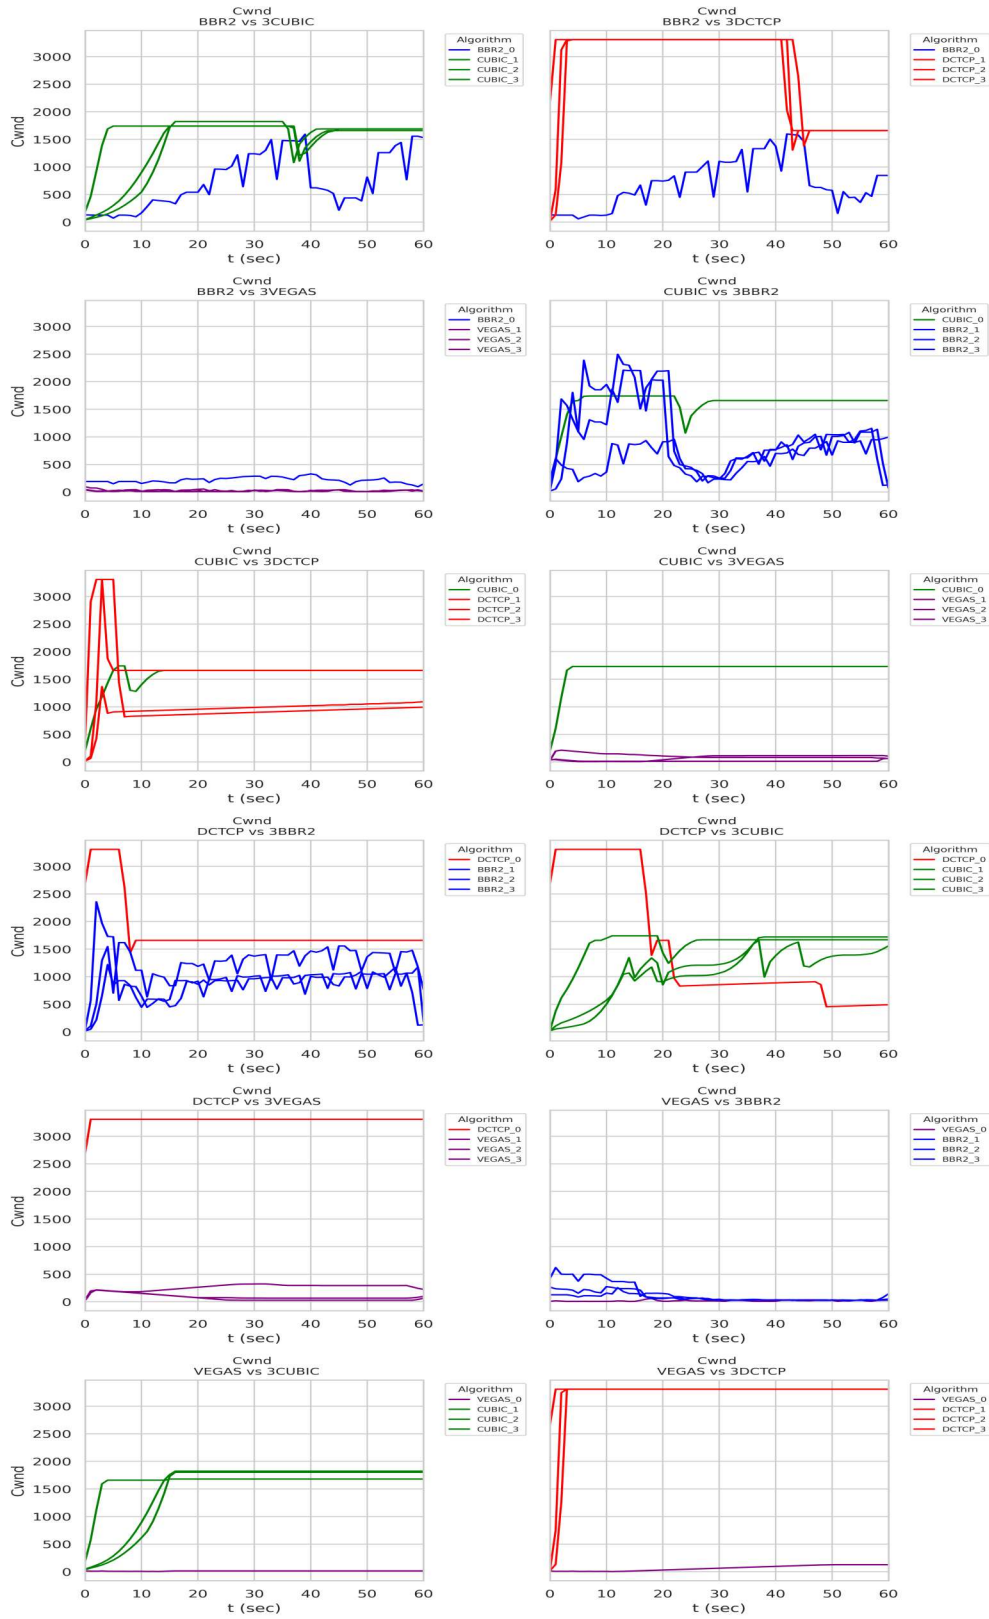 Cwnd
BBR2 vs 3CUBIC
Algorithm
BBR2_0
CUBIC_1
CUBIC_2
CUBIC_3
3000
2500
2000
1500
1000
500
0
Cwnd
0 10 20 30 40 50 60
t (sec)
Cwnd
BBR2 vs 3DCTCP
Algorithm
BBR2_0
DCTCP_1
DCTCP_2
DCTCP_3
0 10 20 30 40 50 60
t (sec)
Cwnd
BBR2 vs 3VEGAS
Algorithm
BBR2_0
VEGAS_1
VEGAS_2
VEGAS_3
3000
2500
2000
1500
1000
500
0
Cwnd
0 10 20 30 40 50 60
t (sec)
Cwnd
CUBIC vs 3BBR2
Algorithm
CUBIC_0
BBR2_1
BBR2_2
BBR2_3
0 10 20 30 40 50 60
t (sec)
Cwnd
CUBIC vs 3DCTCP
Algorithm
CUBIC_0
DCTCP_1
DCTCP_2
DCTCP_3
3000
2500
2000
1500
1000
500
0
Cwnd
0 10 20 30 40 50 60
t (sec)
Cwnd
CUBIC vs 3VEGAS
Algorithm
CUBIC_0
VEGAS_1
VEGAS_2
VEGAS_3
0 10 20 30 40 50 60
t (sec)
Cwnd
DCTCP vs 3BBR2
Algorithm
DCTCP_0
BBR2_1
BBR2_2
BBR2_3
3000
2500
2000
1500
1000
500
0
Cwnd
0 10 20 30 40 50 60
t (sec)
Cwnd
DCTCP vs 3CUBIC
Algorithm
DCTCP_0
CUBIC_1
CUBIC_2
CUBIC_3
0 10 20 30 40 50 60
t (sec)
Cwnd
DCTCP vs 3VEGAS
Algorithm
DCTCP_0
VEGAS_1
VEGAS_2
VEGAS_3
3000
2500
2000
1500
1000
500
0
Cwnd
0 10 20 30 40 50 60
t (sec)
Cwnd
VEGAS vs 3BBR2
Algorithm
VEGAS_0
BBR2_1
BBR2_2
BBR2_3
0 10 20 30 40 50 60
t (sec)
Cwnd
VEGAS vs 3CUBIC
Algorithm
VEGAS_0
CUBIC_1
CUBIC_2
CUBIC_3
3000
2500
2000
1500
1000
500
0
Cwnd
0 10 20 30 40 50 60
t (sec)
Cwnd
VEGAS vs 3DCTCP
Algorithm
VEGAS_0
DCTCP_1
DCTCP_2
DCTCP_3
0 10 20 30 40 50 60
t (sec)